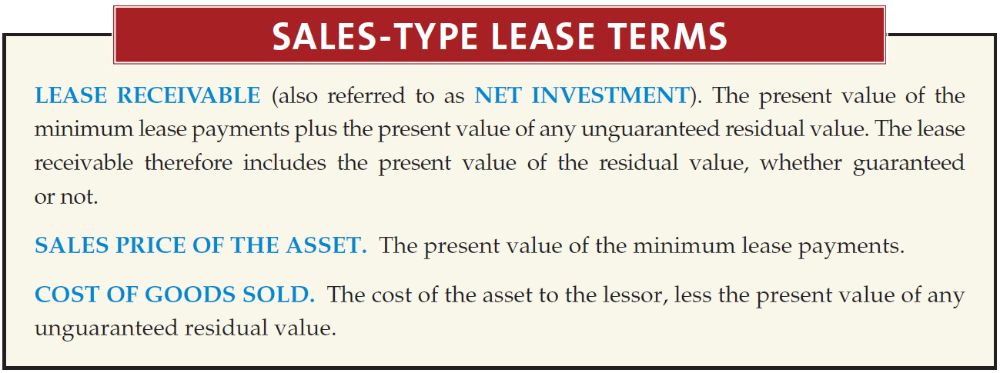 SALES-TYPE LEASE TERMS
LEASE RECEIVABLE (also referred to as NET INVESTMENT). The present value of the
minimum lease payments plus the present value of any unguaranteed residual value. The lease
receivable therefore includes the present value of the residual value, whether guaranteed
or not.
SALES PRICE OF THE ASSET. The present value of the minimum lease payments.
COST OF GOODS SOLD. The cost of the asset to the lessor, less the present value of any
unguaranteed residual value.